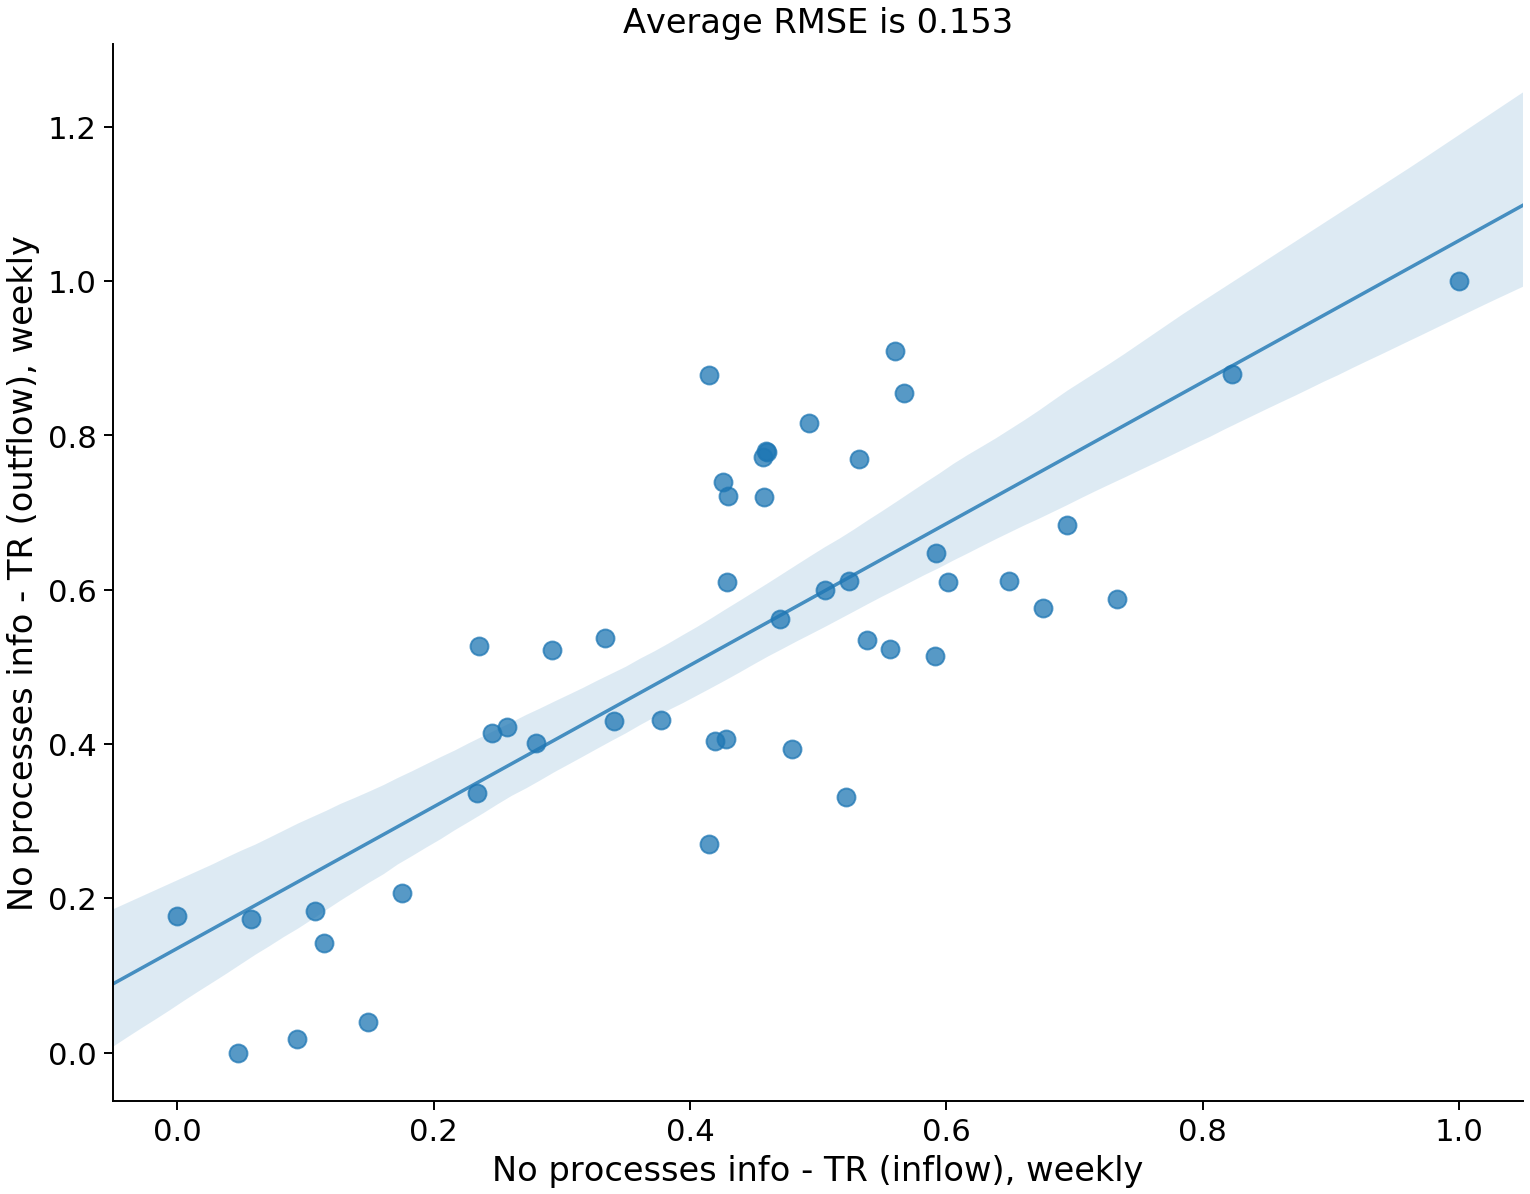 Average RMSE is 0.153
No processes info - TR (outflow), weekly
1.2
1.0
0.8
0.6
0.4
0.2
0.0
0.0 0.2 0.4 0.6 0.8 1.0
No processes info - TR (inflow), weekly